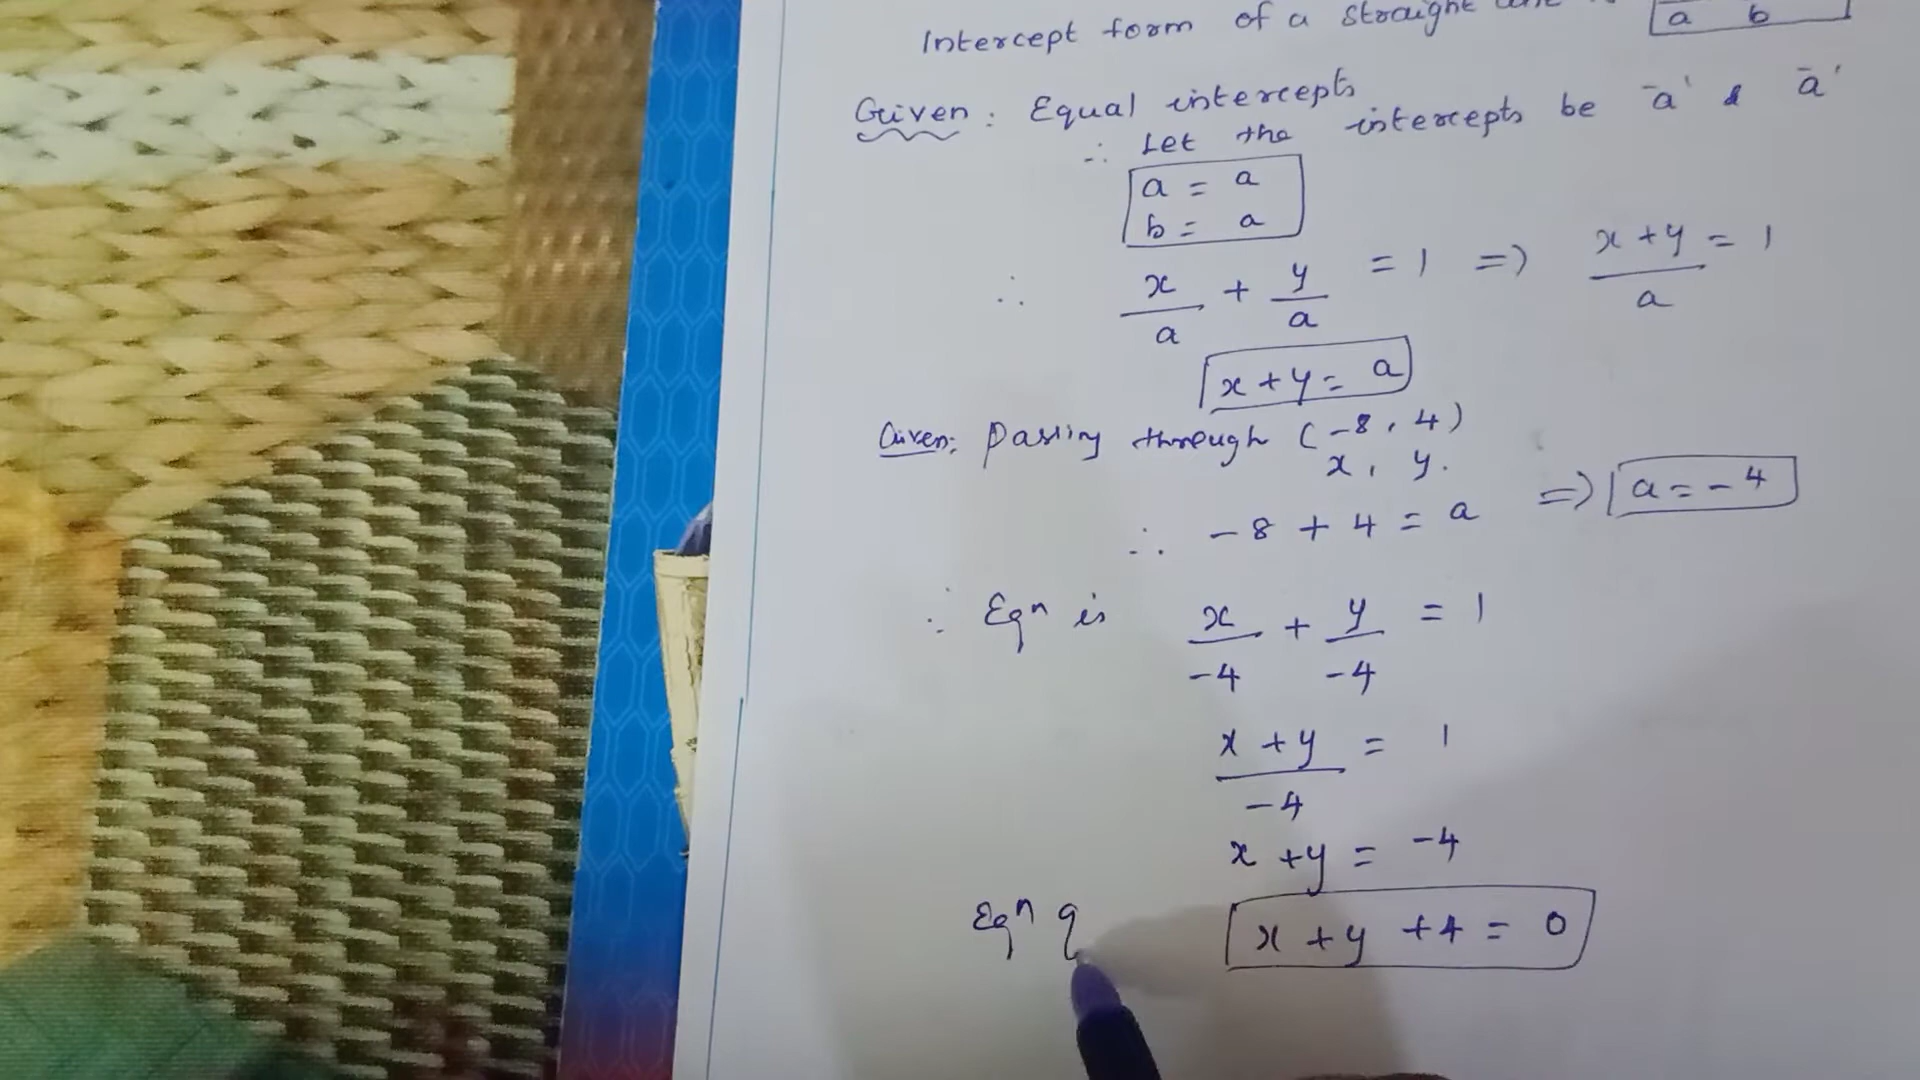 Intercept form of a straight line
a b
Given: Equal intercepts
∴ Let the intercepts be 'a' & 'a'
a = a
b = a
∴ x/a + y/a = 1 => x+y/a = 1
x+y = a
Given: passing through (-8, 4)
x, y.
∴ -8 + 4 = a => a = -4
∴ Eqn is x/-4 + y/-4 = 1
x+y/-4 = 1
x+y = -4
Eqn x+y+4 = 0